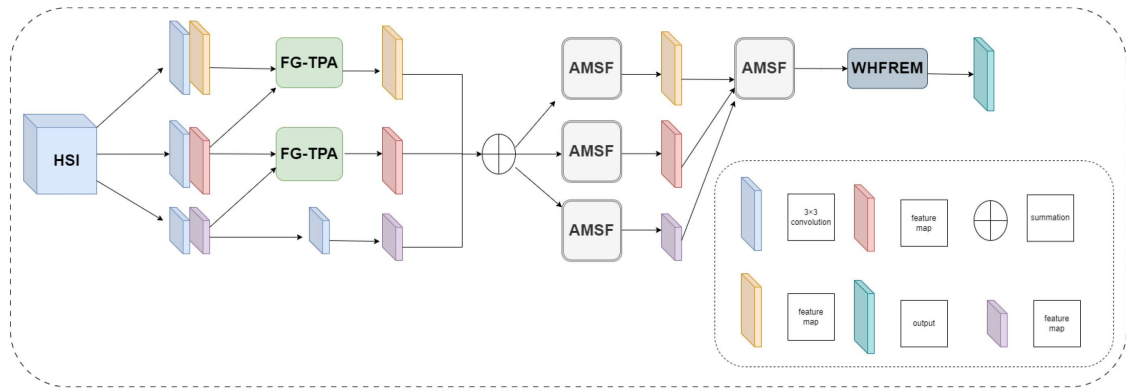 FG-TPA
AMSF
AMSF
WHFREM
HSI
FG-TPA
AMSF
AMSF
3×3
convolution
feature
map
summation
feature
map
output
feature
map